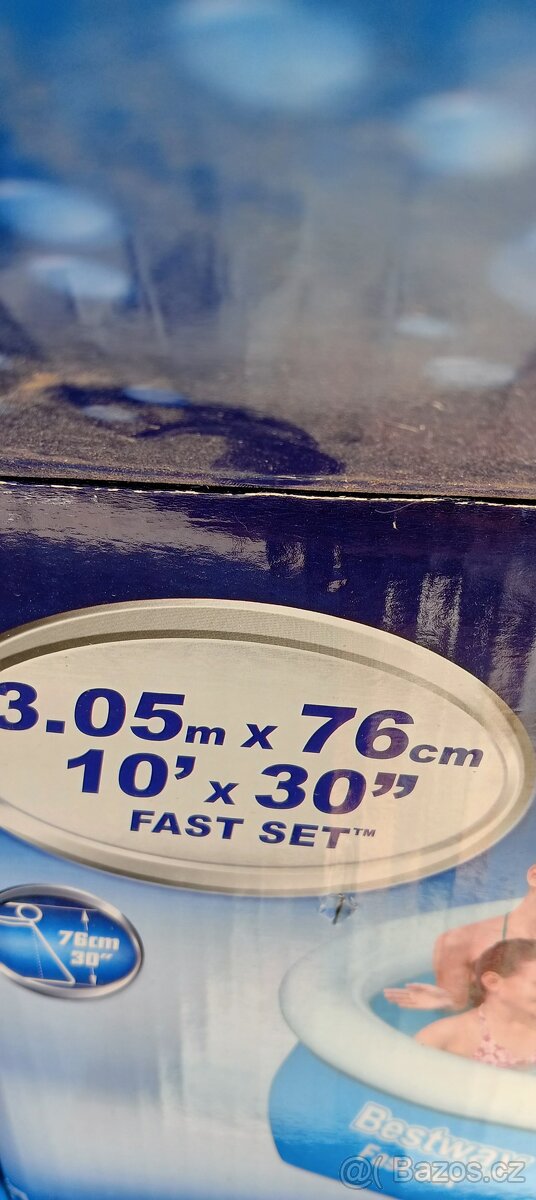 3.05m x 76cm
10’ x 30”
FAST SET™
76cm
30”
Bestway
Bazos.cz